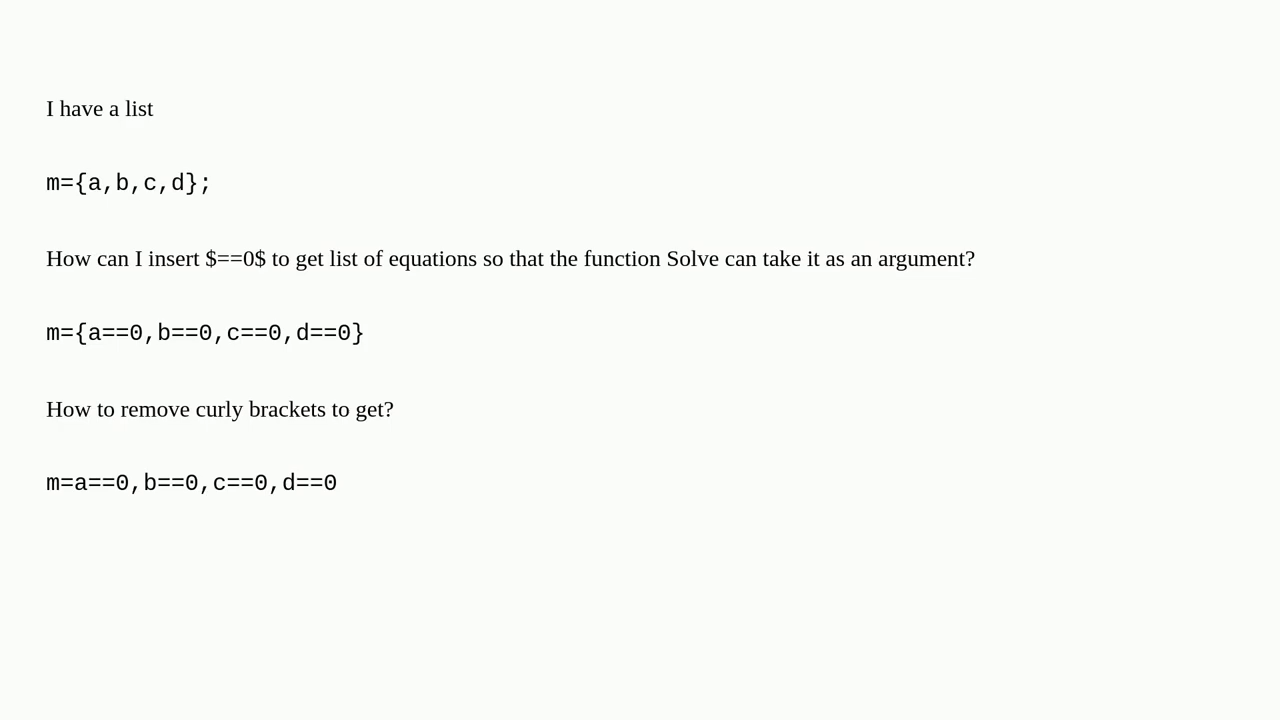 I have a list
m={a,b,c,d};
How can I insert $==0$ to get list of equations so that the function Solve can take it as an argument?
m={a==0,b==0,c==0,d==0}
How to remove curly brackets to get?
m=a==0,b==0,c==0,d==0